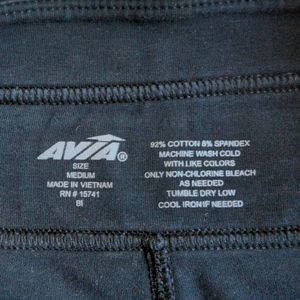 AVIA®
SIZE
MEDIUM
MADE IN VIETNAM
RN # 15741
BI
92% COTTON 8% SPANDEX
MACHINE WASH COLD
WITH LIKE COLORS
ONLY NON-CHLORINE BLEACH
AS NEEDED
TUMBLE DRY LOW
COOL IRON IF NEEDED